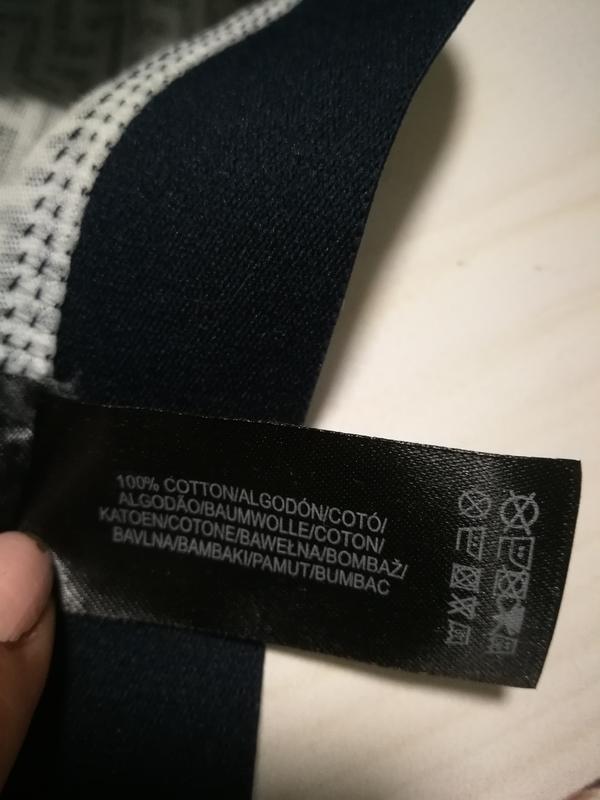 100% COTTON/ALGODÓN/COTÓ/
ALGODÃO/BAUMWOLLE/COTON/
KATOEN/COTONE/BAWEŁNA/BOMBAŽ/
BAVLNA/BAMBAKI/PAMUT/BUMBAC